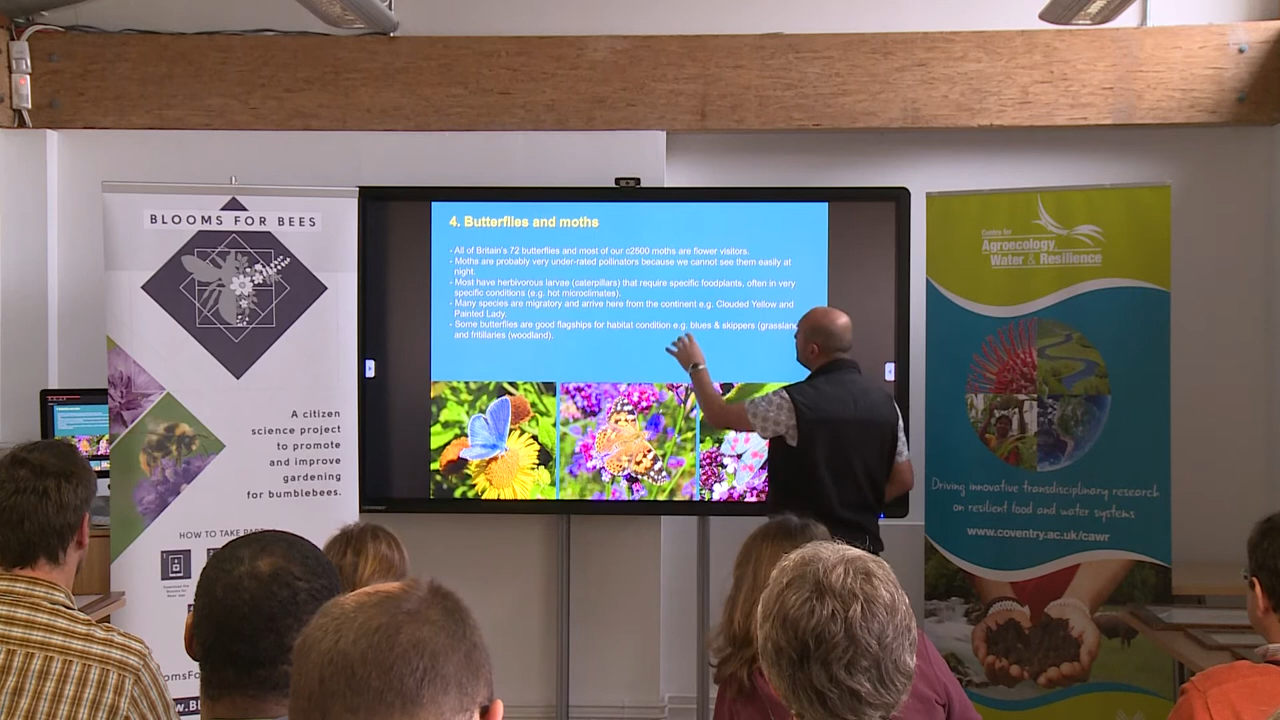 BLOOMS FOR BEES
A citizen
science project
to promote
and improve
gardening
for bumblebees.
HOW TO TAKE PART
4. Butterflies and moths
- All of Britain's 72 butterflies and most of our c2500 moths are flower visitors.
- Moths are probably very under-rated pollinators because we cannot see them easily at
night.
- Most have herbivorous larvae (caterpillars) that require specific foodplants, often in very
specific conditions (e.g. hot microclimates).
- Many species are migratory and arrive here from the continent e.g. Clouded Yellow and
Painted Lady.
- Some butterflies are good flagships for habitat condition e.g. blues & skippers (grassland
and fritillaries (woodland).
Centre for
Agroecology
Water & Resilience
Driving innovative transdisciplinary research
on resilient food and water systems
www.coventry.ac.uk/cawr